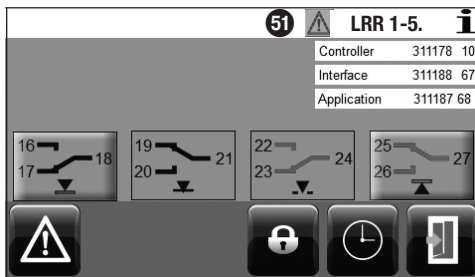 51 LRR 1-5. i
Controller 311178 10
Interface 311188 67
Application 311187 68
16 17 18 19 20 21 22 23 24 25 26 27